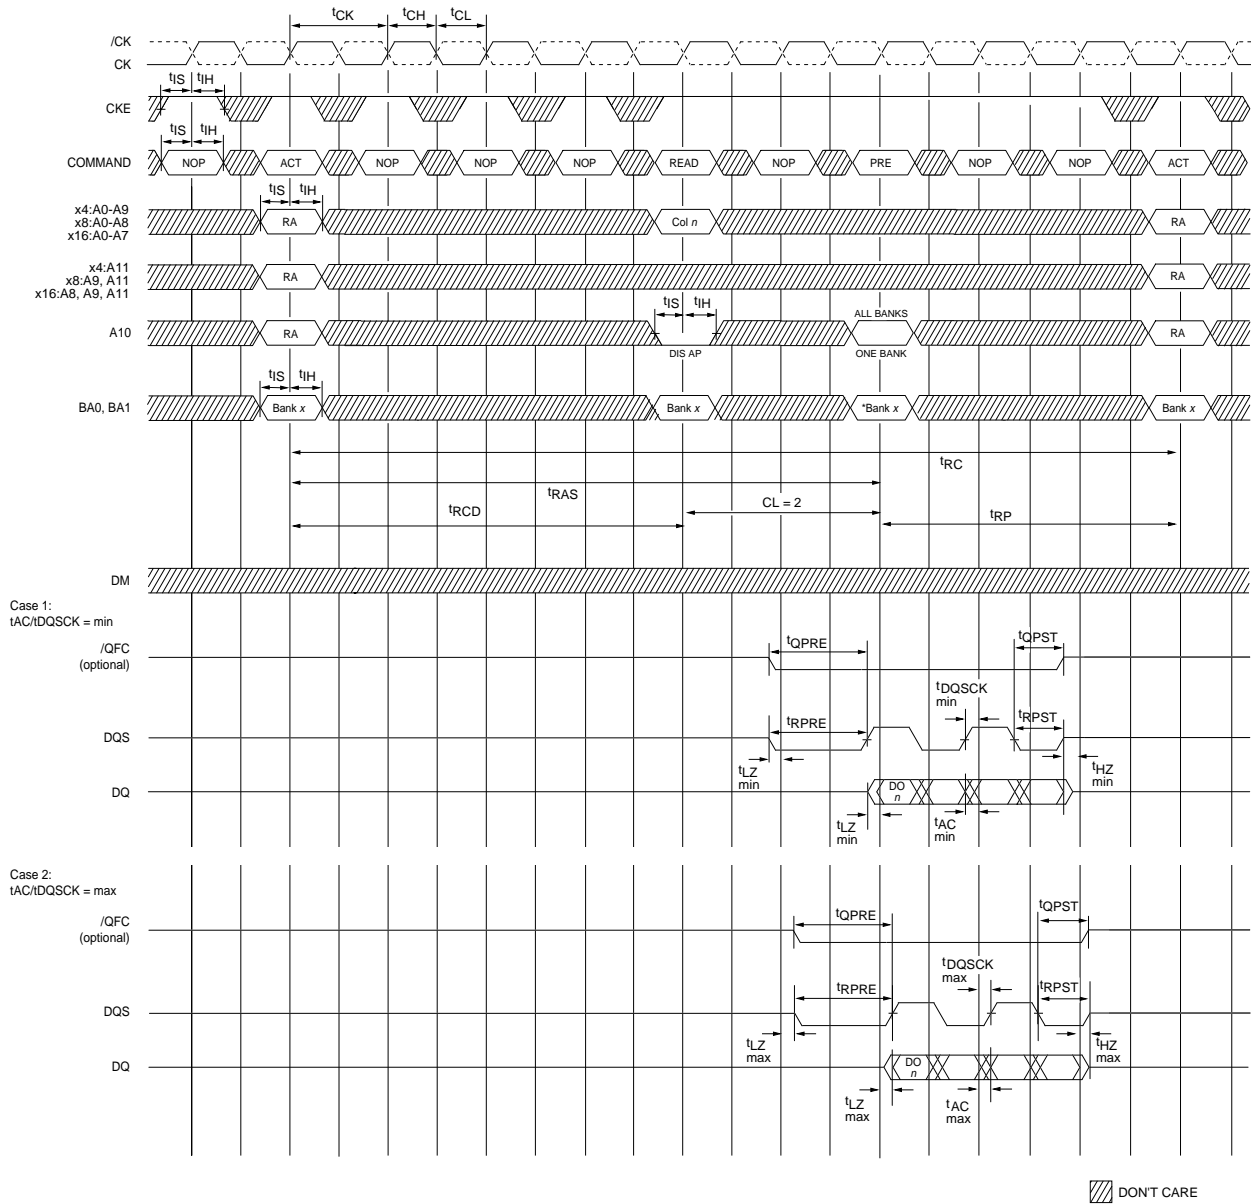 tCK tCH tCL
/CK
CK
tIS tIH
CKE
tIS tIH
COMMAND NOP ACT NOP NOP NOP READ NOP PRE NOP NOP ACT
tIS tIH
x4:A0-A9
x8:A0-A8
x16:A0-A7
RA Col n RA
x4:A11
x8:A9, A11
x16:A8, A9, A11
RA RA
tIS tIH
ALL BANKS
A10 RA RA
DIS AP ONE BANK
tIS tIH
BA0, BA1 Bank x Bank x *Bank x Bank x
tRC
tRAS
CL = 2
tRCD
tRP
DM
Case 1:
tAC/tDQSCK = min
/QFC
(optional)
tQPRE tQPST
tDQSCK
min
DQS
tRPRE tRPST
tLZ
min
tHZ
min
DQ
DO
n
tLZ
min
tAC
min
Case 2:
tAC/tDQSCK = max
/QFC
(optional)
tQPRE tQPST
tDQSCK
max
DQS
tRPRE tRPST
tLZ
max
tHZ
max
DQ
DO
n
tLZ
max
tAC
max
DON'T CARE